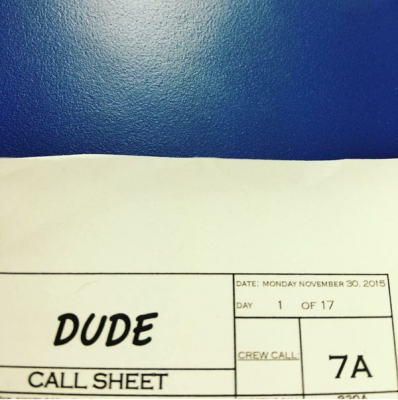 DATE: MONDAY NOVEMBER 30, 2015
DAY 1 OF 17
DUDE
CREW CALL:
7A
CALL SHEET